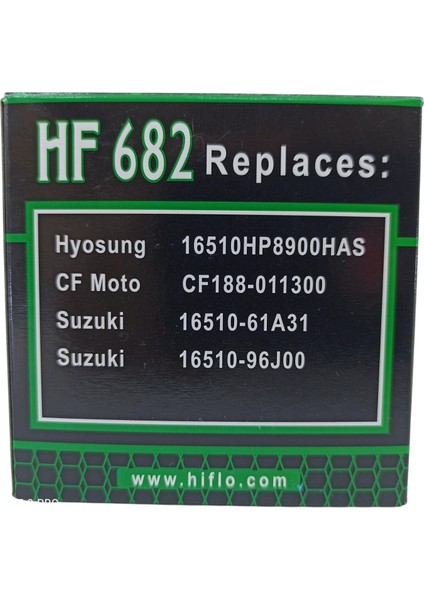 HF 682 Replaces:
Hyosung 16510HP8900HAS
CF Moto CF188-011300
Suzuki 16510-61A31
Suzuki 16510-96J00
www.hiflo.com